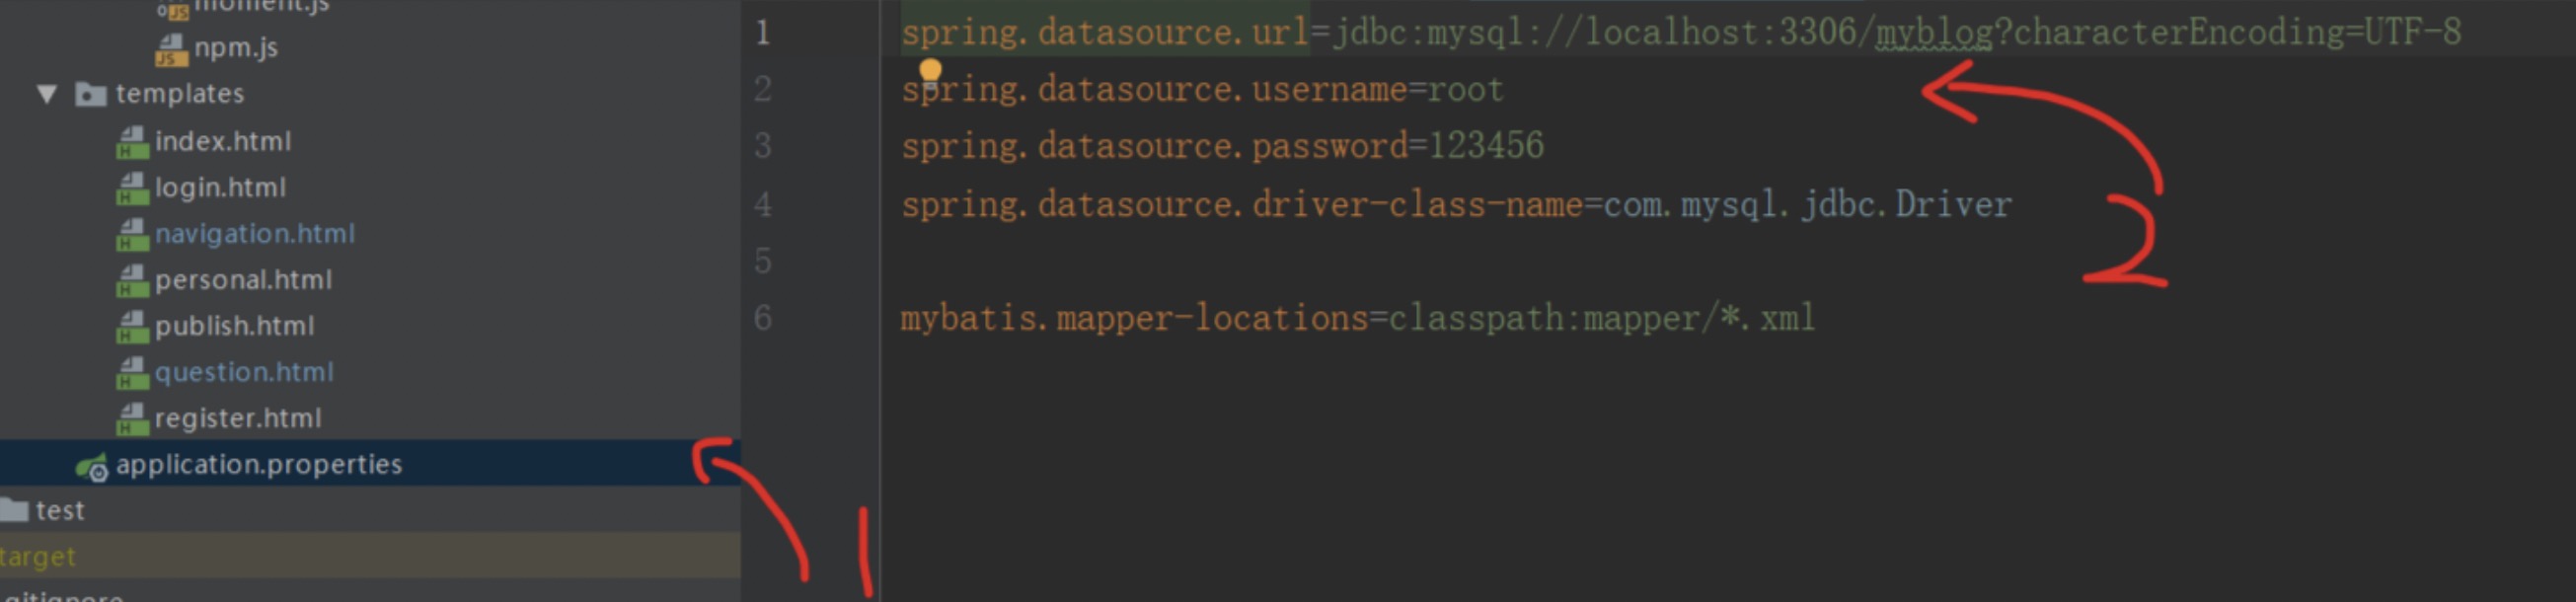 moment.js
npm.js
templates
index.html
login.html
navigation.html
personal.html
publish.html
question.html
register.html
application.properties
test
target
.gitignore
1 spring.datasource.url=jdbc:mysql://localhost:3306/myblog?characterEncoding=UTF-8
2 spring.datasource.username=root
3 spring.datasource.password=123456
4 spring.datasource.driver-class-name=com.mysql.jdbc.Driver
5
6 mybatis.mapper-locations=classpath:mapper/*.xml
1
2